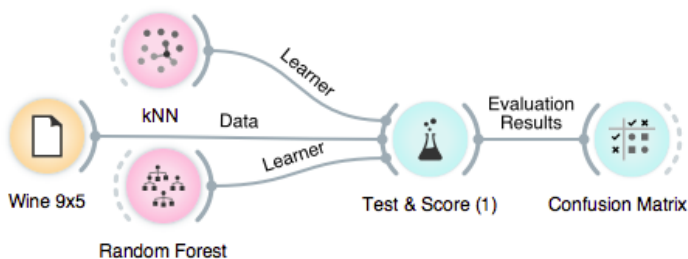 Learner
kNN
Data
Evaluation
Results
Learner
Wine 9x5
Test & Score (1)
Confusion Matrix
Random Forest